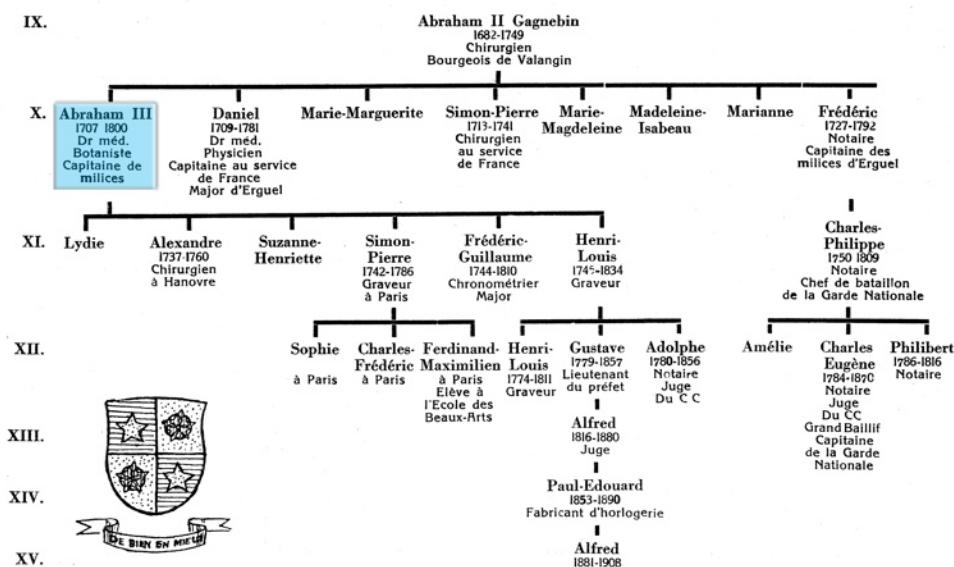 IX.
Abraham II Gagnebin
1682-1749
Chirurgien
Bourgeois de Valangin
X.
Abraham III
1707 1800
Dr méd.
Botaniste
Capitaine de
milices
Daniel
1709-1781
Dr méd.
Physicien
Capitaine au service
de France
Major d'Erguel
Marie-Marguerite
Simon-Pierre
1713-1741
Chirurgien
au service
de France
Marie-
Magdeleine
Madeleine-
Isabeau
Marianne
Frédéric
1727-1792
Notaire
Capitaine des
milices d'Erguel
XI.
Lydie
Alexandre
1737-1760
Chirurgien
à Hanovre
Suzanne-
Henriette
Simon-
Pierre
1742-1786
Graveur
à Paris
Frédéric-
Guillaume
1744-1810
Chronométrier
Major
Henri-
Louis
1745-1834
Graveur
Charles-
Philippe
1750 1809
Notaire
Chef de bataillon
de la Garde Nationale
XII.
Sophie
à Paris
Charles-
Frédéric
à Paris
Ferdinand-
Maximilien
à Paris
Elève à
l'Ecole des
Beaux-Arts
Henri-
Louis
1774-1811
Graveur
Gustave
1779-1857
Lieutenant
du préfet
Adolphe
1780-1856
Notaire
Juge
Du C C
Amélie
Charles
Eugène
1784-1870
Notaire
Juge
Du CC
Grand Baillif
Capitaine
de la Garde
Nationale
Philibert
1786-1816
Notaire
XIII.
Alfred
1816-1880
Juge
XIV.
Paul-Edouard
1853-1890
Fabricant d'horlogerie
DE BIEN EN MIEUX
XV.
Alfred
1881-1908